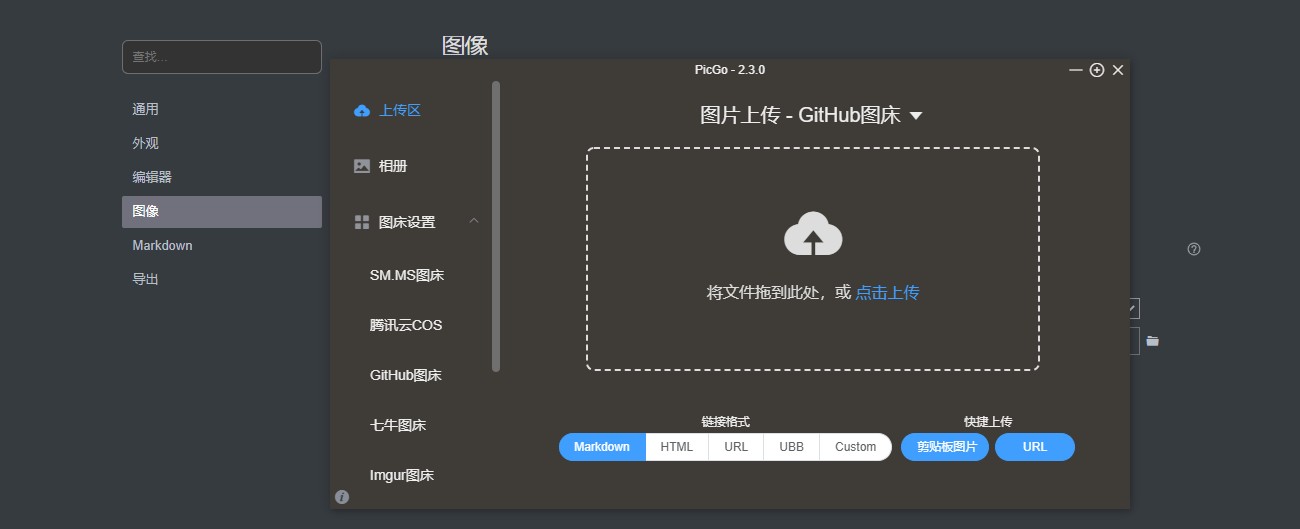 查找...
通用
外观
编辑器
图像
Markdown
导出
图像
PicGo - 2.3.0
上传区
相册
图床设置
SM.MS图床
腾讯云COS
GitHub图床
七牛图床
Imgur图床
图片上传 - GitHub图床
将文件拖到此处，或 点击上传
链接格式
Markdown HTML URL UBB Custom
快捷上传
剪贴板图片 URL